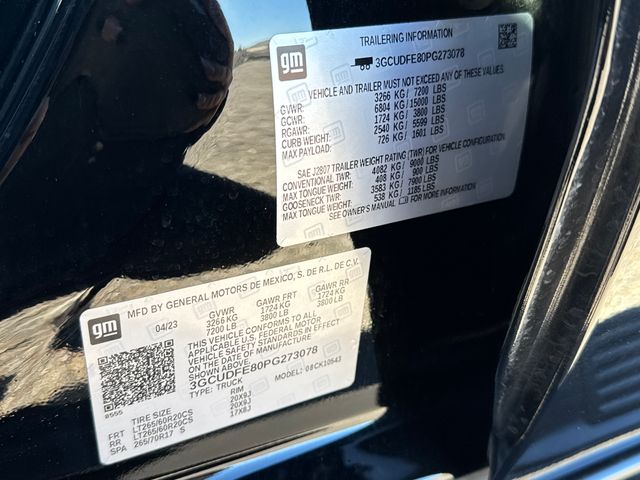 gm
TRAILERING INFORMATION
3GCUDFE80PG273078
VEHICLE AND TRAILER MUST NOT EXCEED ANY OF THESE VALUES.
GVWR: 3266 KG/ 7200 LBS
GCWR: 6804 KG/ 15000 LBS
RGAWR: 1724 KG/ 3800 LBS
CURB WEIGHT: 2540 KG/ 5599 LBS
MAX PAYLOAD: 726 KG/ 1601 LBS
SAE J2807 TRAILER WEIGHT RATING (TWR) FOR VEHICLE CONFIGURATION.
CONVENTIONAL TWR: 4082 KG/ 9000 LBS
MAX TONGUE WEIGHT: 408 KG/ 900 LBS
GOOSENECK TWR: 3583 KG/ 7900 LBS
MAX TONGUE WEIGHT: 538 KG/ 1185 LBS
SEE OWNER'S MANUAL FOR MORE INFORMATION.
gm
MFD BY GENERAL MOTORS DE MEXICO, S. DE R.L. DE C.V.
04/23 GVWR GAWR FRT GAWR RR
3266 KG 1724 KG 1724 KG
7200 LB 3800 LB 3800 LB
THIS VEHICLE CONFORMS TO ALL
APPLICABLE U.S. FEDERAL MOTOR
VEHICLE SAFETY STANDARDS IN EFFECT
ON THE DATE OF MANUFACTURE
SHOWN ABOVE.
3GCUDFE80PG273078
TYPE: TRUCK MODEL: 08CK10543
8555
TIRE SIZE RIM
FRT LT265/60R20CS 20X9J
RR LT265/60R20CS 20X9J
SPA 265/70R17 S 17X8J